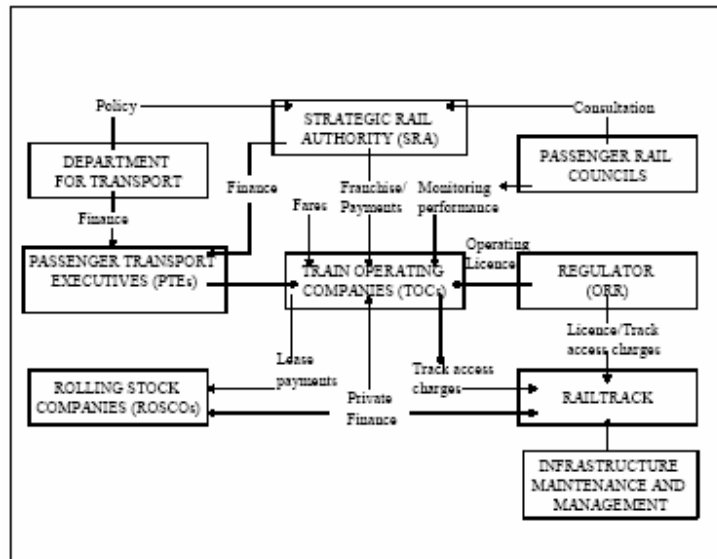 Policy
Consultation
STRATEGIC RAIL
AUTHORITY (SRA)
DEPARTMENT
FOR TRANSPORT
PASSENGER RAIL
COUNCILS
Finance
Franchise/
Payments
Monitoring
performance
Fares
Finance
Operating
Licence
PASSENGER TRANSPORT
EXECUTIVES (PTEs)
TRAIN OPERATING
COMPANIES (TOCs)
REGULATOR
(ORR)
Licence/Track
access charges
Lease
payments
Track access
charges
ROLLING STOCK
COMPANIES (ROSCOs)
Private
Finance
RAILTRACK
INFRASTRUCTURE
MAINTENANCE AND
MANAGEMENT